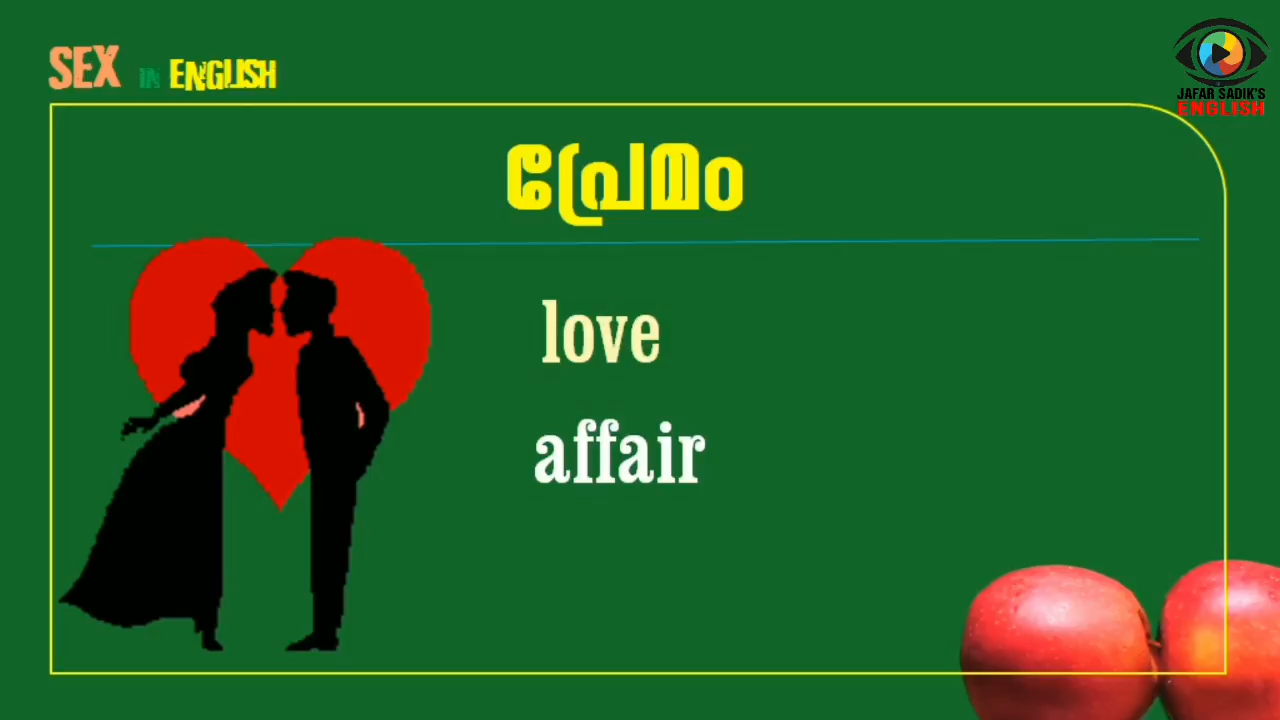 SEX IN ENGLISH
JAFAR SADIK'S
ENGLISH
പ്രേമം
love
affair